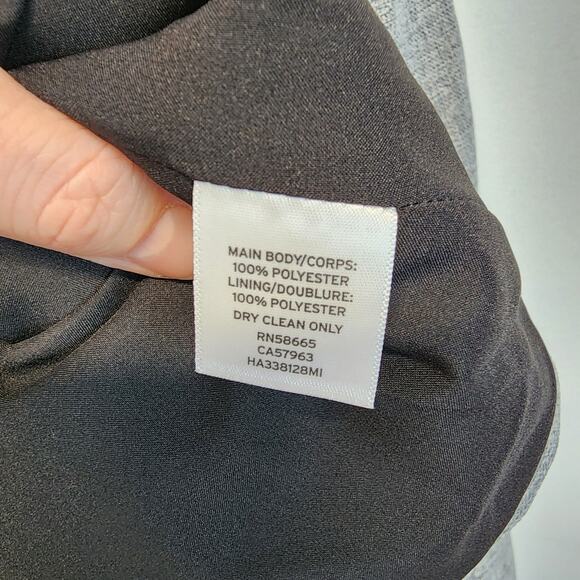 MAIN BODY/CORPS:
100% POLYESTER
LINING/DOUBLURE:
100% POLYESTER
DRY CLEAN ONLY
RN58665
CA57963
HA338128MI